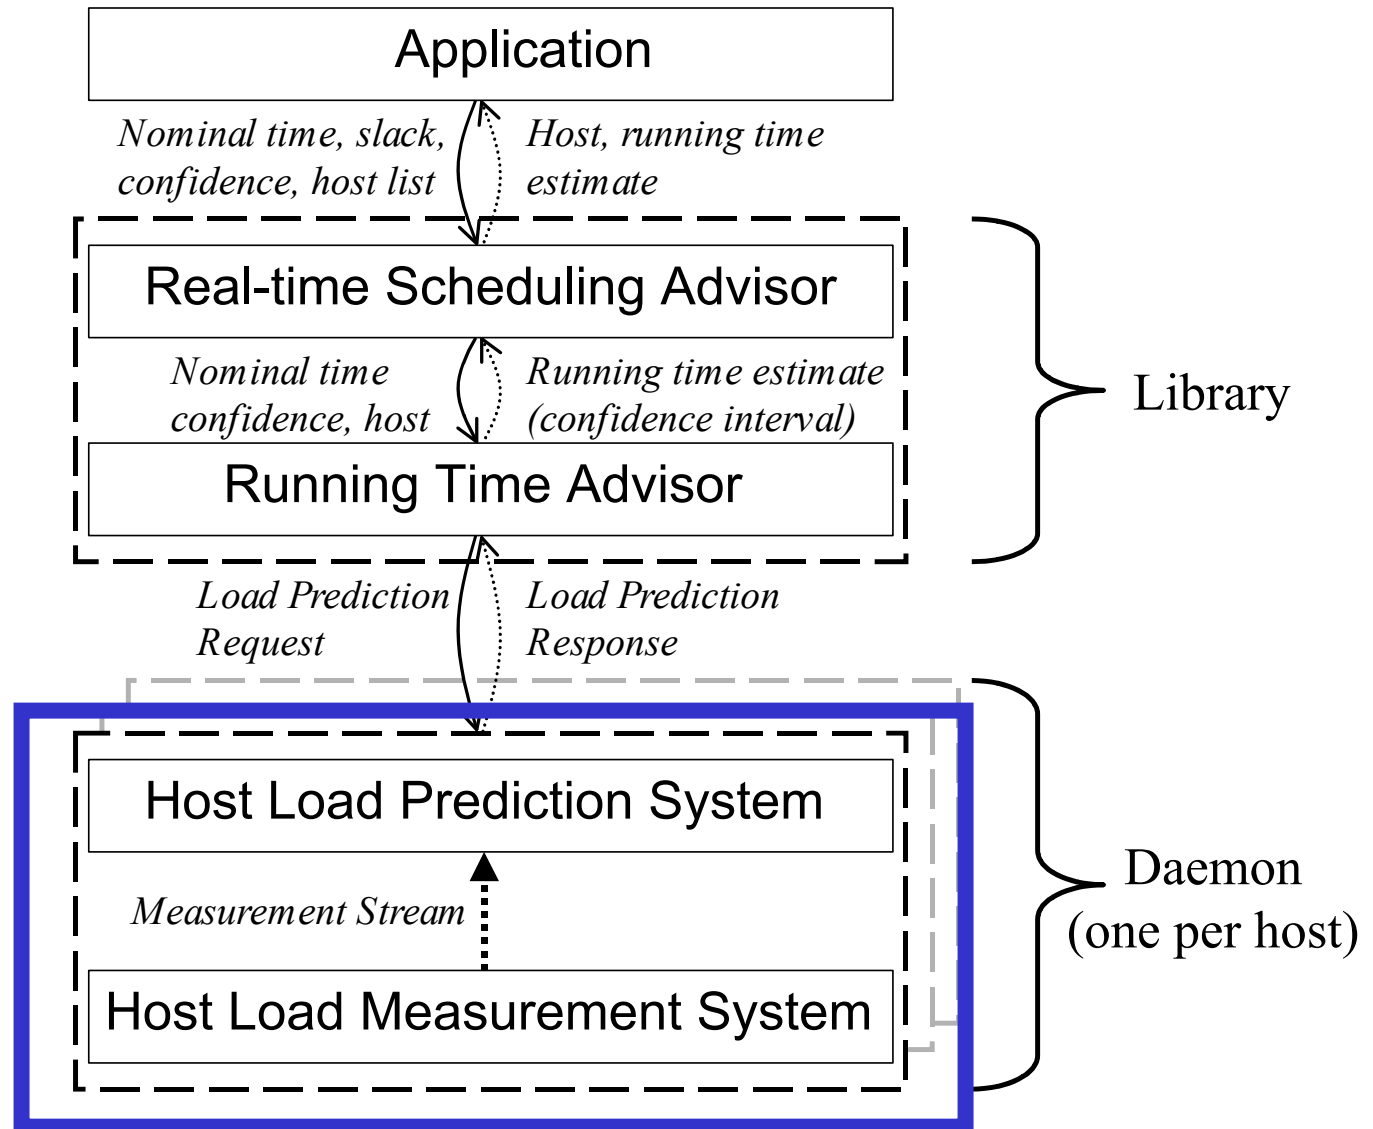 Application
Nominal time, slack,
confidence, host list
Host, running time
estimate
Real-time Scheduling Advisor
Nominal time
confidence, host
Running time estimate
(confidence interval)
Library
Running Time Advisor
Load Prediction
Request
Load Prediction
Response
Host Load Prediction System
Measurement Stream
Daemon
(one per host)
Host Load Measurement System